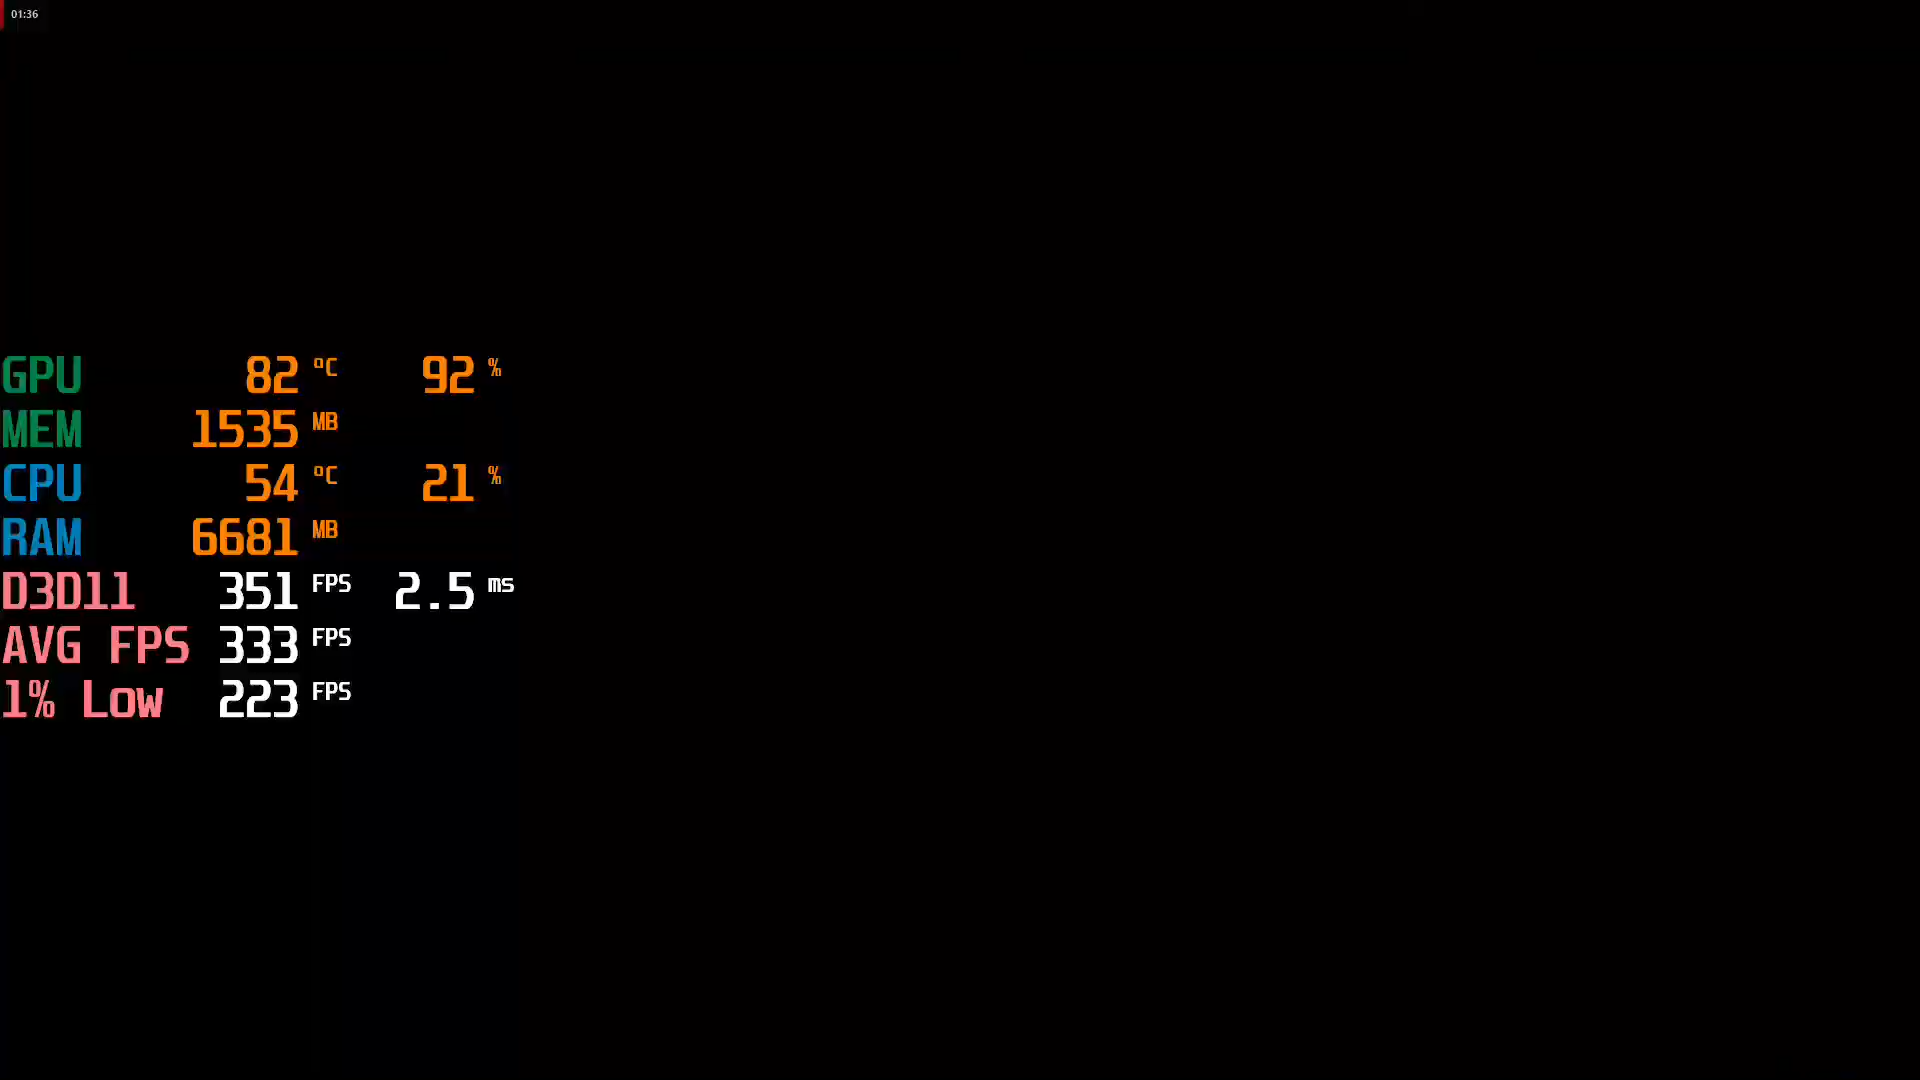 01:36
GPU 82 °C 92 %
MEM 1535 MB
CPU 54 °C 21 %
RAM 6681 MB
D3D11 351 FPS 2.5 ms
AVG FPS 333 FPS
1% Low 223 FPS